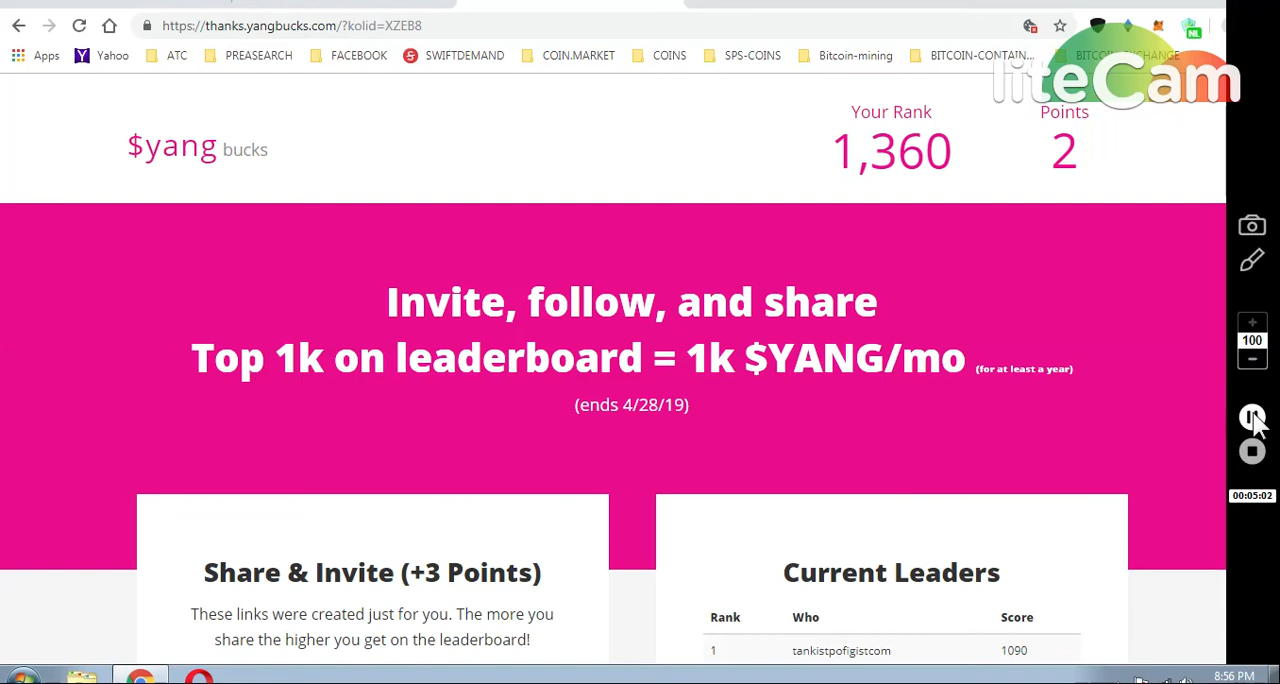 https://thanks.yangbucks.com/?kolid=XZEB8
NL
Apps Yahoo ATC PREASEARCH FACEBOOK SWIFTDEMAND COIN.MARKET COINS SPS-COINS Bitcoin-mining BITCOIN-CONTAIN... BITCOIN-EXCHANGE
liteCam
Your Rank Points
$yang bucks 1,360 2
Invite, follow, and share
Top 1k on leaderboard = 1k $YANG/mo (for at least a year)
(ends 4/28/19)
100
00:05:02
Share & Invite (+3 Points)
These links were created just for you. The more you
share the higher you get on the leaderboard!
Current Leaders
Rank Who Score
1 tankistpofigistcom 1090
8:56 PM